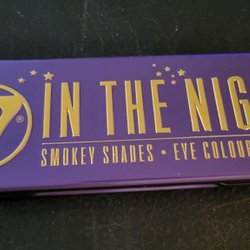 IN THE NIG
SMOKEY SHADES • EYE COLOUR